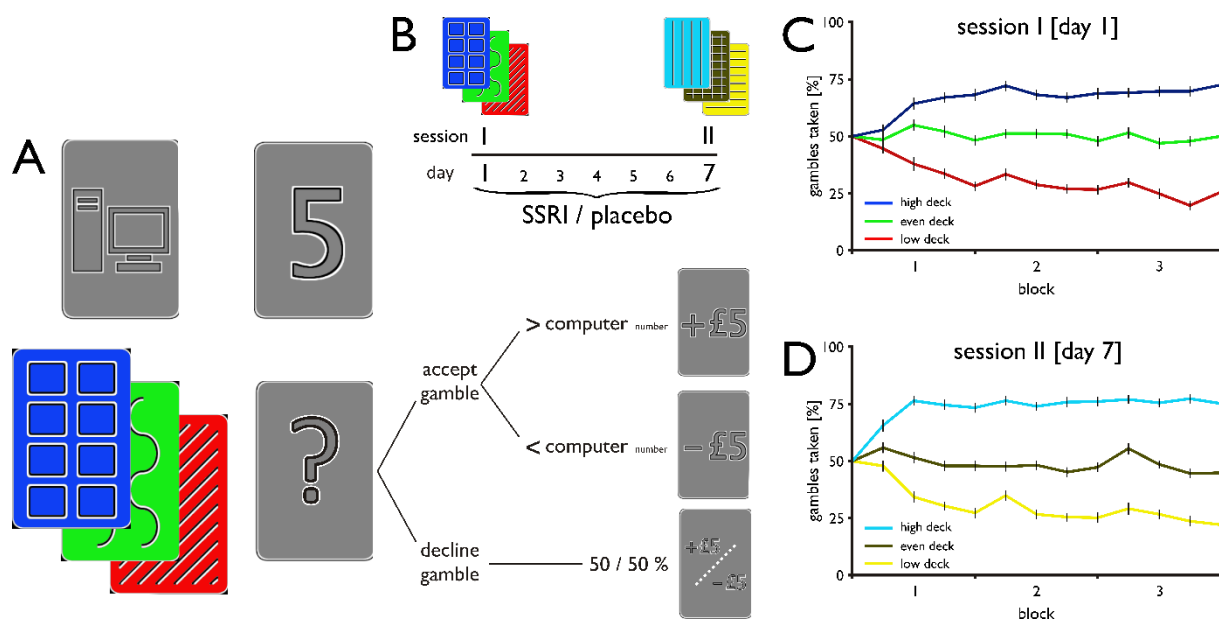 A
5
?
accept
gamble
> computer number
+£5
< computer number
-£5
decline
gamble
50 / 50 %
+£5
-£5
B
session I II
day 1 2 3 4 5 6 7
SSRI / placebo
C
session I [day 1]
gambles taken [%]
100
75
50
25
0
high deck
even deck
low deck
1 2 3
block
D
session II [day 7]
gambles taken [%]
100
75
50
25
0
high deck
even deck
low deck
1 2 3
block